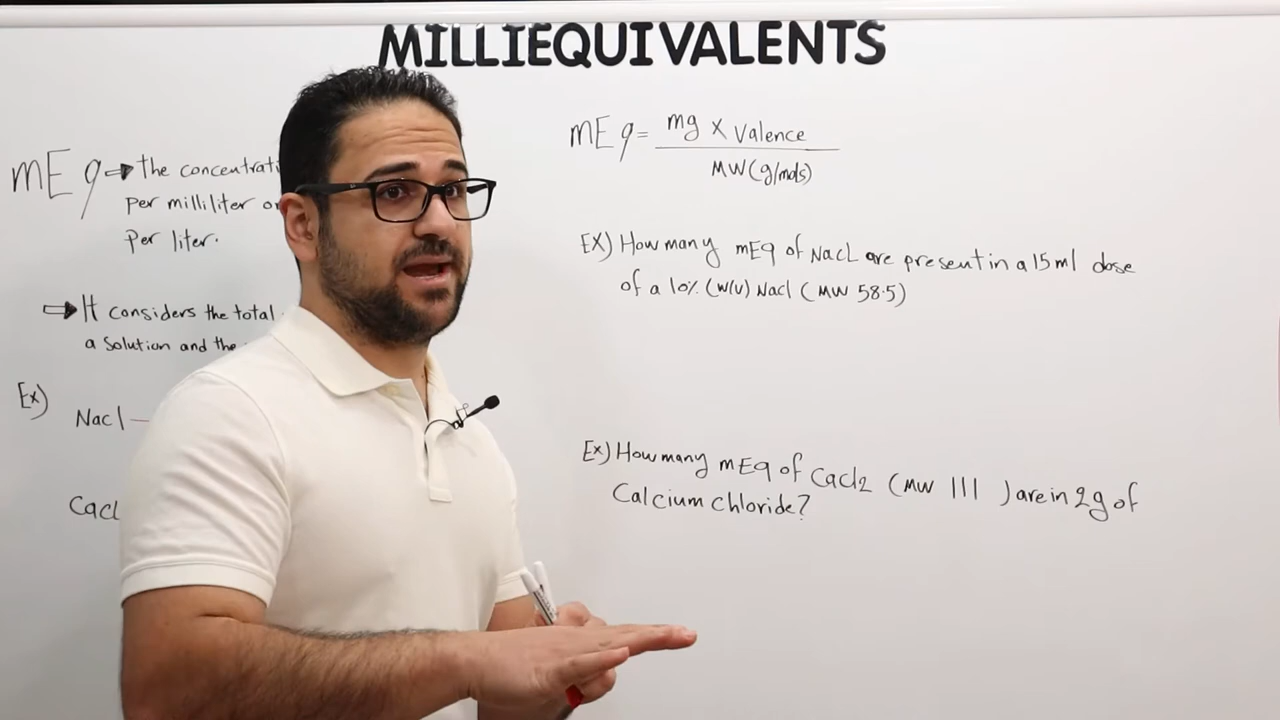 MILLIEQUIVALENTS
mEq ⇒ the concentrati
per milliliter or
per liter.
⇒ It considers the total
a solution and the
Ex)
Nacl —
Cacl
mEq = mg X Valence
MW (g/mols)
EX) How many mEq of Nacl are present in a 15 ml dose
of a 10% (w/v) Nacl (MW 58.5)
Ex) How many mEq of Cacl2 (MW 111 ) are in 2g of
Calcium chloride?